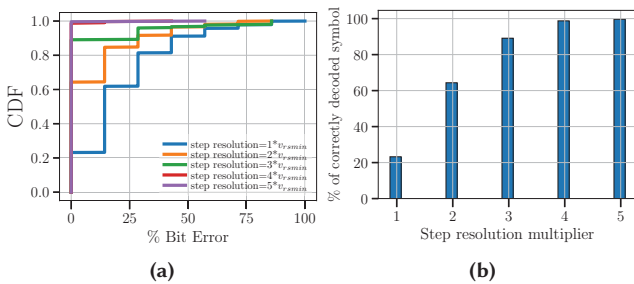 CDF
1.0
0.8
0.6
0.4
0.2
0.0
step resolution=1*v_rsmin
step resolution=2*v_rsmin
step resolution=3*v_rsmin
step resolution=4*v_rsmin
step resolution=5*v_rsmin
0 25 50 75 100
% Bit Error
(a)
% of correctly decoded symbol
100
80
60
40
20
0
1 2 3 4 5
Step resolution multiplier
(b)